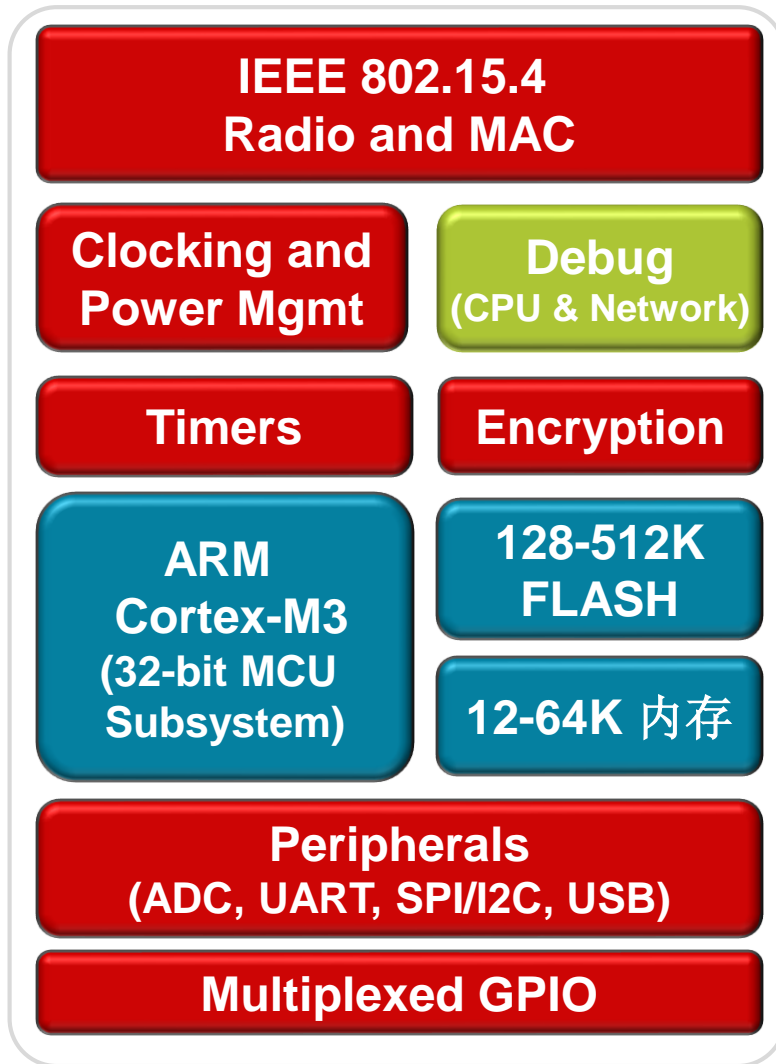 IEEE 802.15.4
Radio and MAC
Clocking and
Power Mgmt
Debug
(CPU & Network)
Timers
Encryption
ARM
Cortex-M3
(32-bit MCU
Subsystem)
128-512K
FLASH
12-64K 内存
Peripherals
(ADC, UART, SPI/I2C, USB)
Multiplexed GPIO